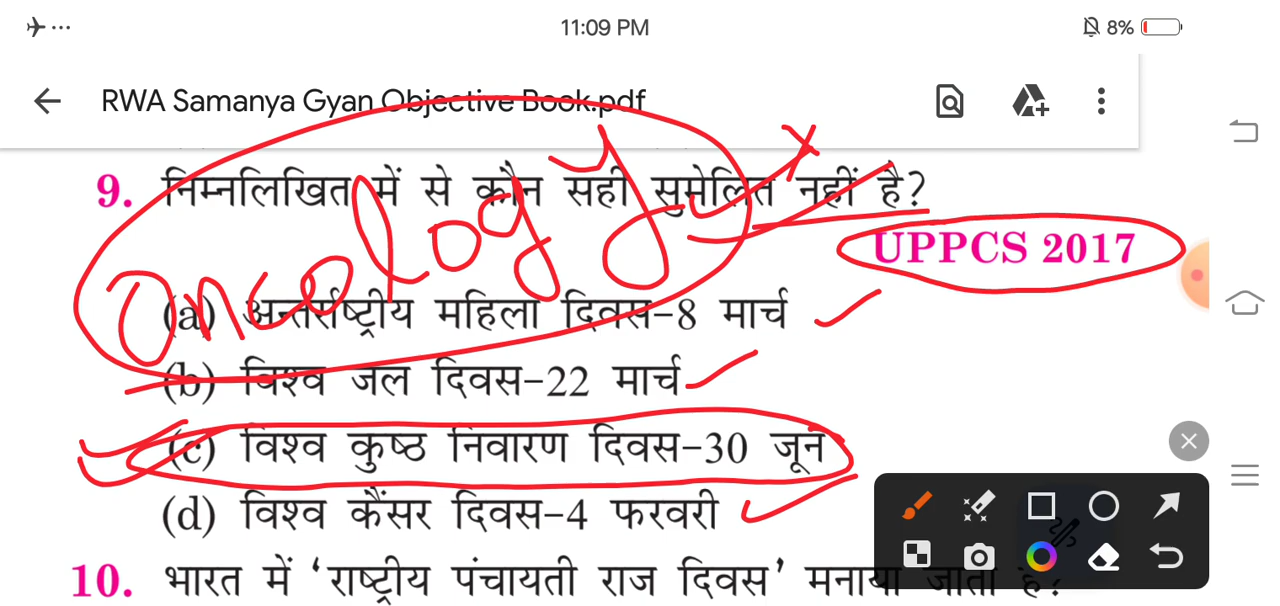 11:09 PM
8%
RWA Samanya Gyan Objective Book.pdf
9. निम्नलिखित में से कौन सही सुमेलित नहीं है?
UPPCS 2017
Oncology
(a) अन्तर्राष्ट्रीय महिला दिवस–8 मार्च
(b) विश्व जल दिवस–22 मार्च
(c) विश्व कुष्ठ निवारण दिवस–30 जून
(d) विश्व कैंसर दिवस–4 फरवरी
10. भारत में ‘राष्ट्रीय पंचायती राज दिवस’ मनाया जाता है?